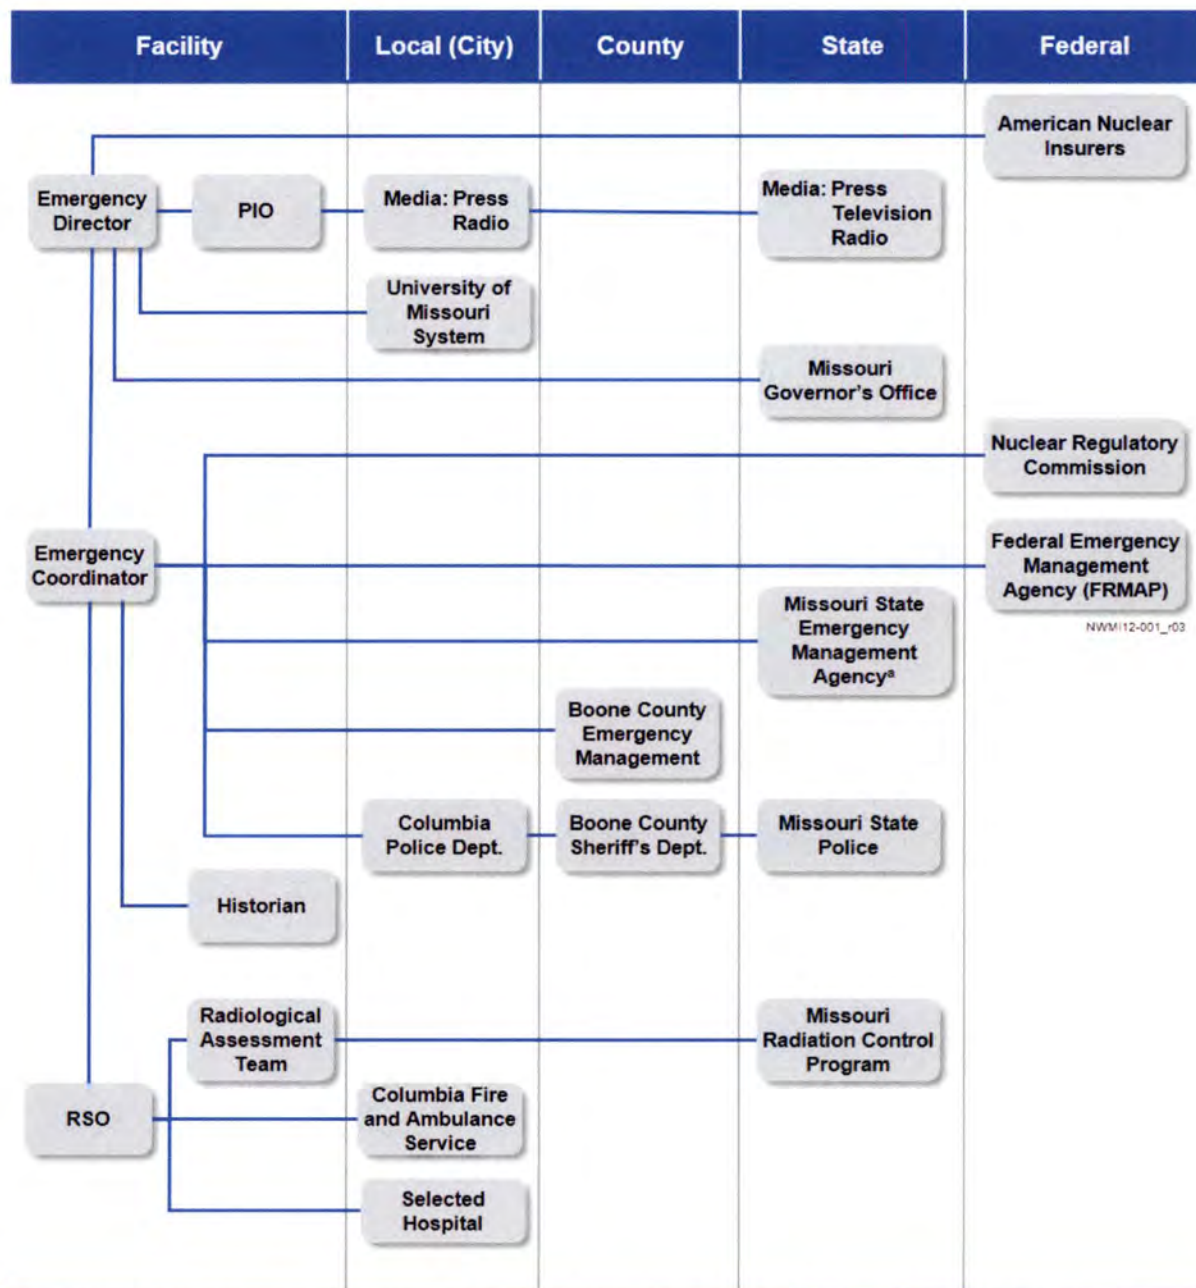 Facility
Local (City)
County
State
Federal
American Nuclear
Insurers
Emergency
Director
PIO
Media: Press
Radio
Media: Press
Television
Radio
University of
Missouri
System
Missouri
Governor's Office
Nuclear Regulatory
Commission
Emergency
Coordinator
Federal Emergency
Management
Agency (FRMAP)
NWMI12-001_r03
Missouri State
Emergency
Management
Agencyᵃ
Boone County
Emergency
Management
Columbia
Police Dept.
Boone County
Sheriff's Dept.
Missouri State
Police
Historian
Radiological
Assessment
Team
Missouri
Radiation Control
Program
RSO
Columbia Fire
and Ambulance
Service
Selected
Hospital